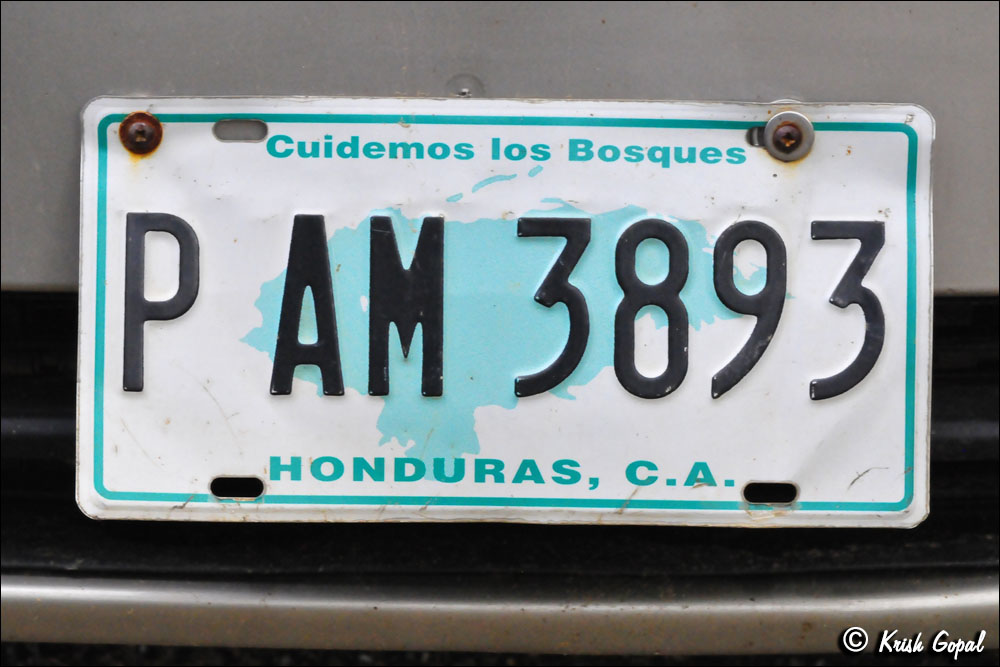 Cuidemos los Bosques
P AM 3893
HONDURAS, C.A.
© Krish Gopal